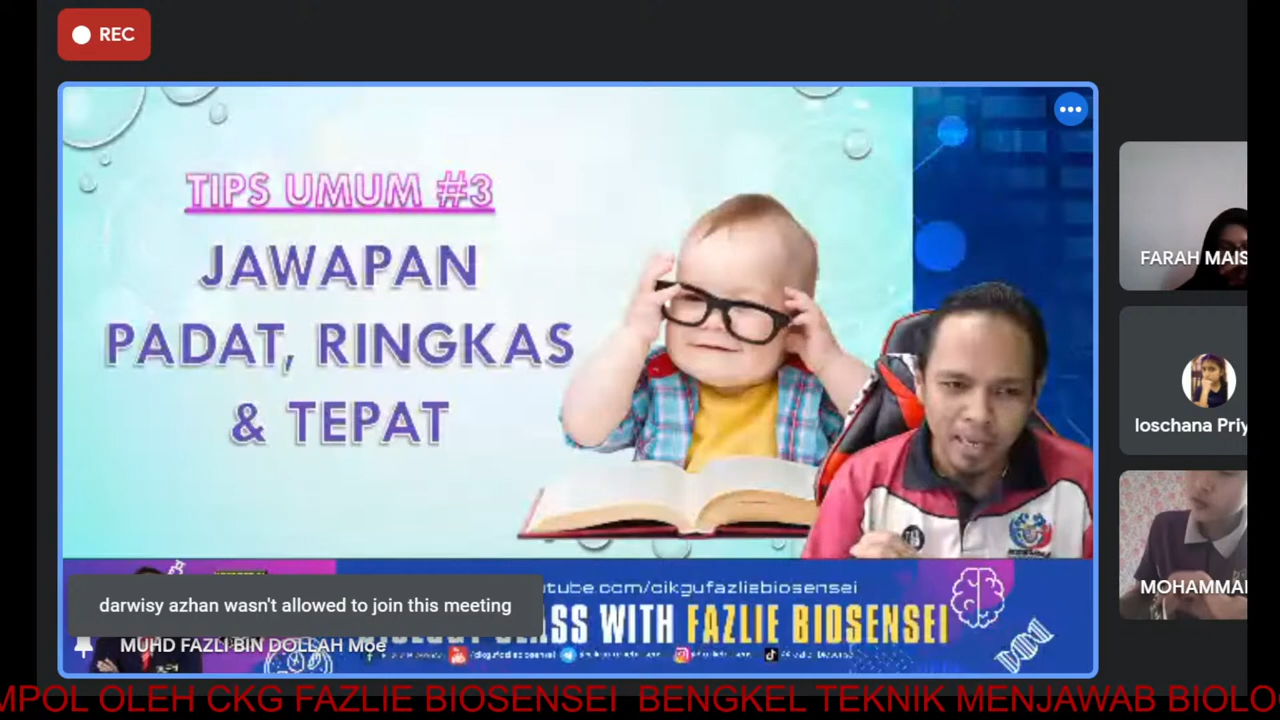 REC
TIPS UMUM #3
JAWAPAN
PADAT, RINGKAS
& TEPAT
FARAH MAIS
loschana Priy
MOHAMMA
utube.com/cikgufazliebiosensei
SS WITH FAZLIE BIOSENSEI
darwisy azhan wasn't allowed to join this meeting
MUHD FAZLI BIN DOLLAH Moe
MPOL OLEH CKG FAZLIE BIOSENSEI BENGKEL TEKNIK MENJAWAB BIOLO